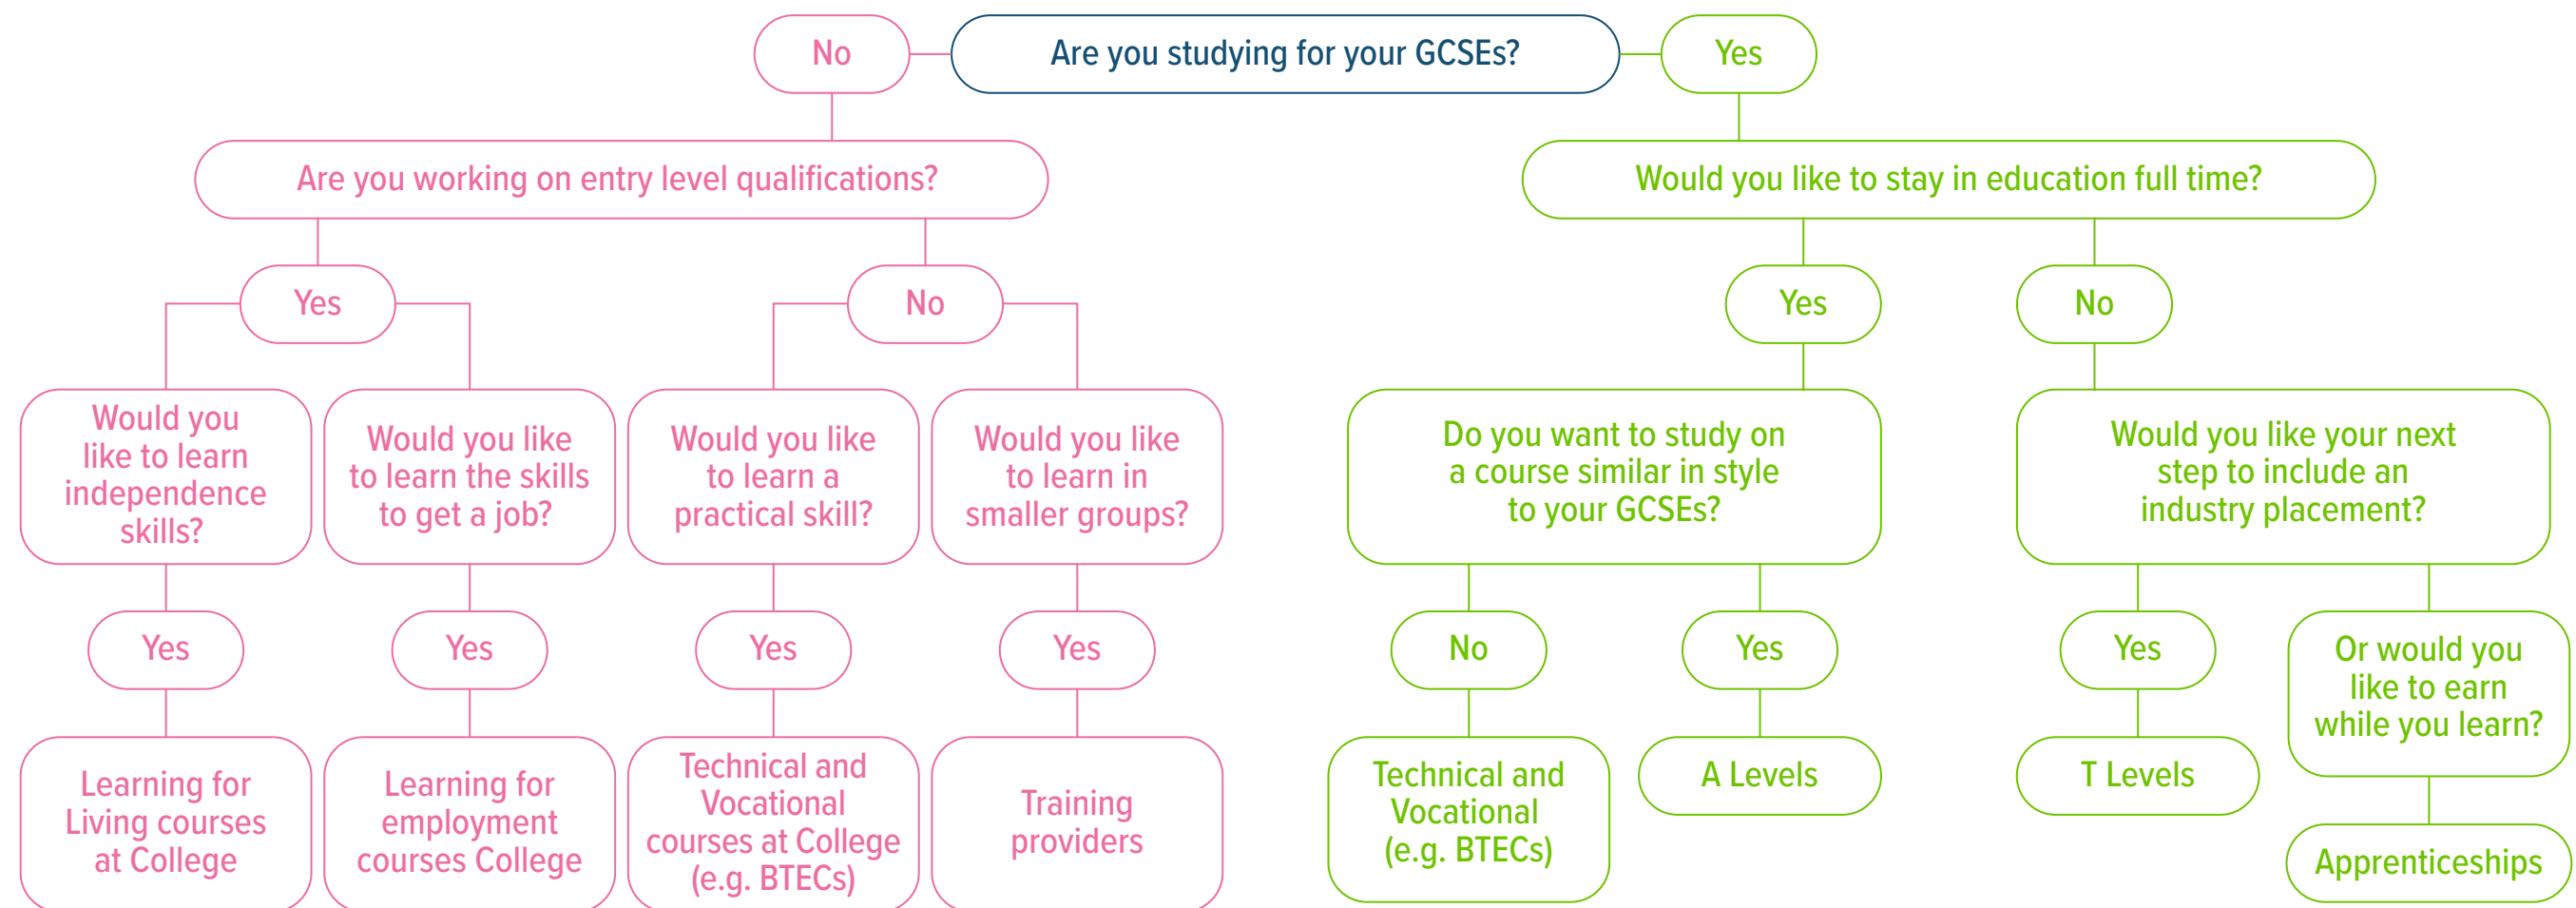 No
Are you studying for your GCSEs?
Yes
Are you working on entry level qualifications?
Would you like to stay in education full time?
Yes
No
Yes
No
Would you
like to learn
independence
skills?
Would you like
to learn the skills
to get a job?
Would you like
to learn a
practical skill?
Would you like
to learn in
smaller groups?
Do you want to study on
a course similar in style
to your GCSEs?
Would you like your next
step to include an
industry placement?
Yes
Yes
Yes
Yes
No
Yes
Yes
Or would you
like to earn
while you learn?
Learning for
Living courses
at College
Learning for
employment
courses College
Technical and
Vocational
courses at College
(e.g. BTECs)
Training
providers
Technical and
Vocational
(e.g. BTECs)
A Levels
T Levels
Apprenticeships